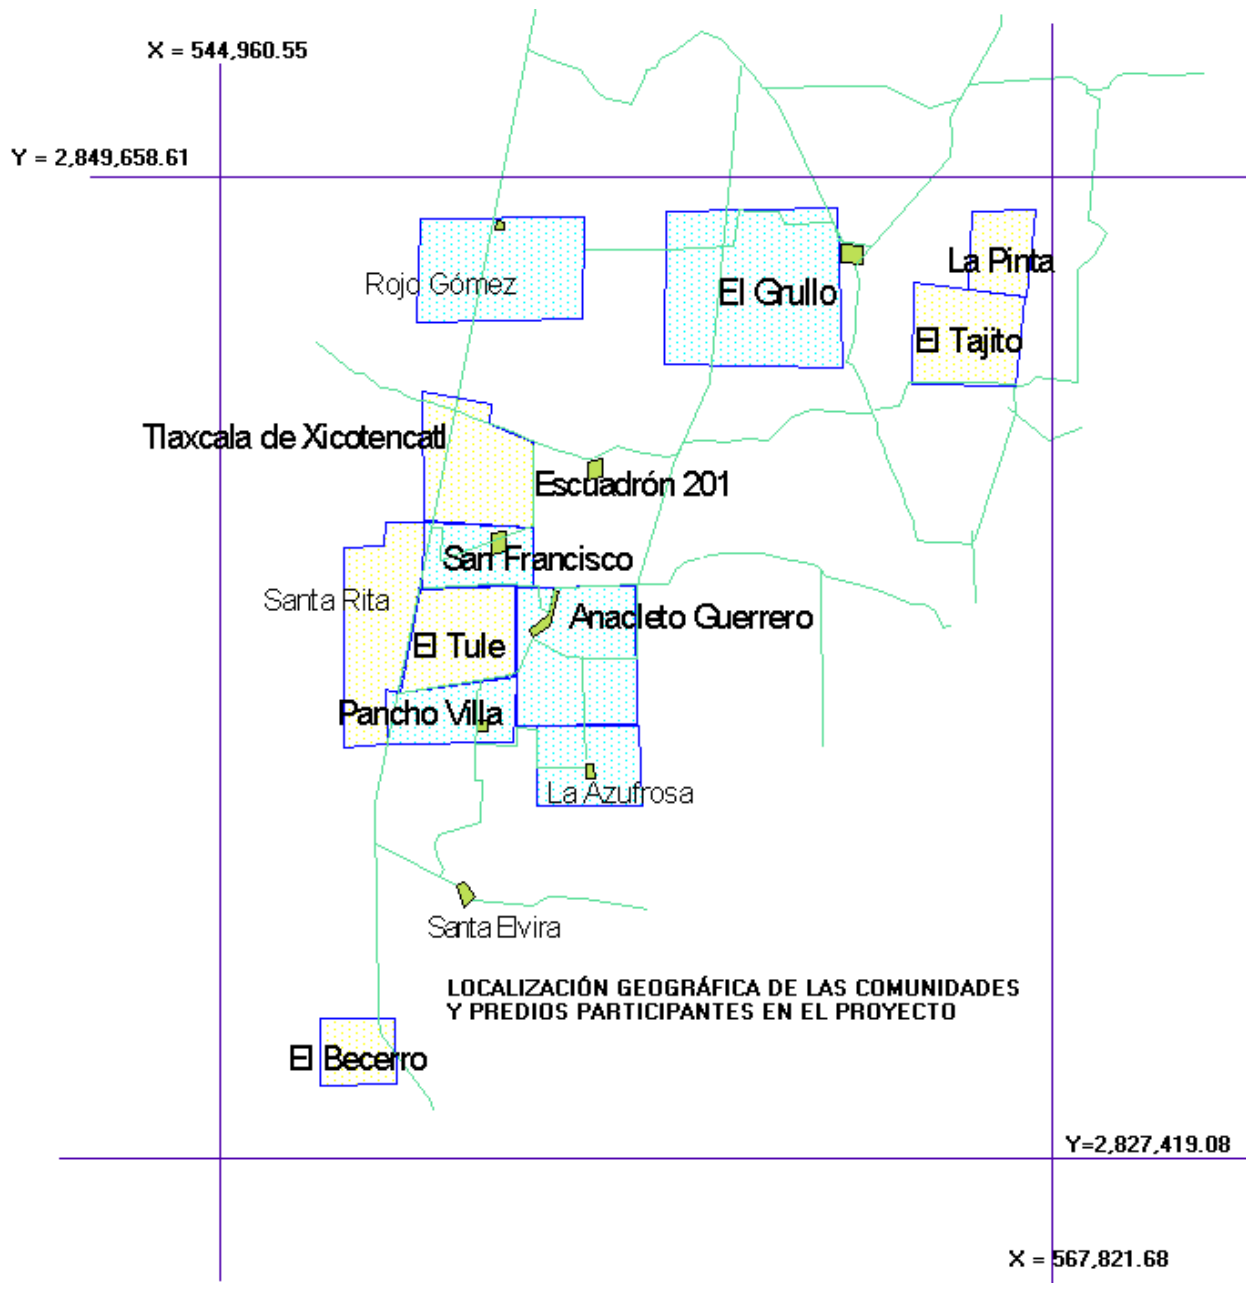 X = 544,960.55
Y = 2,849,658.61
La Pinta
Rojo Gómez
El Grullo
El Tajito
Tlaxcala de Xicotencatl
Escuadrón 201
San Francisco
Santa Rita
Anacleto Guerrero
El Tule
Pancho Villa
La Azufrosa
Santa Elvira
LOCALIZACIÓN GEOGRÁFICA DE LAS COMUNIDADES
Y PREDIOS PARTICIPANTES EN EL PROYECTO
El Becerro
Y=2,827,419.08
X = 567,821.68